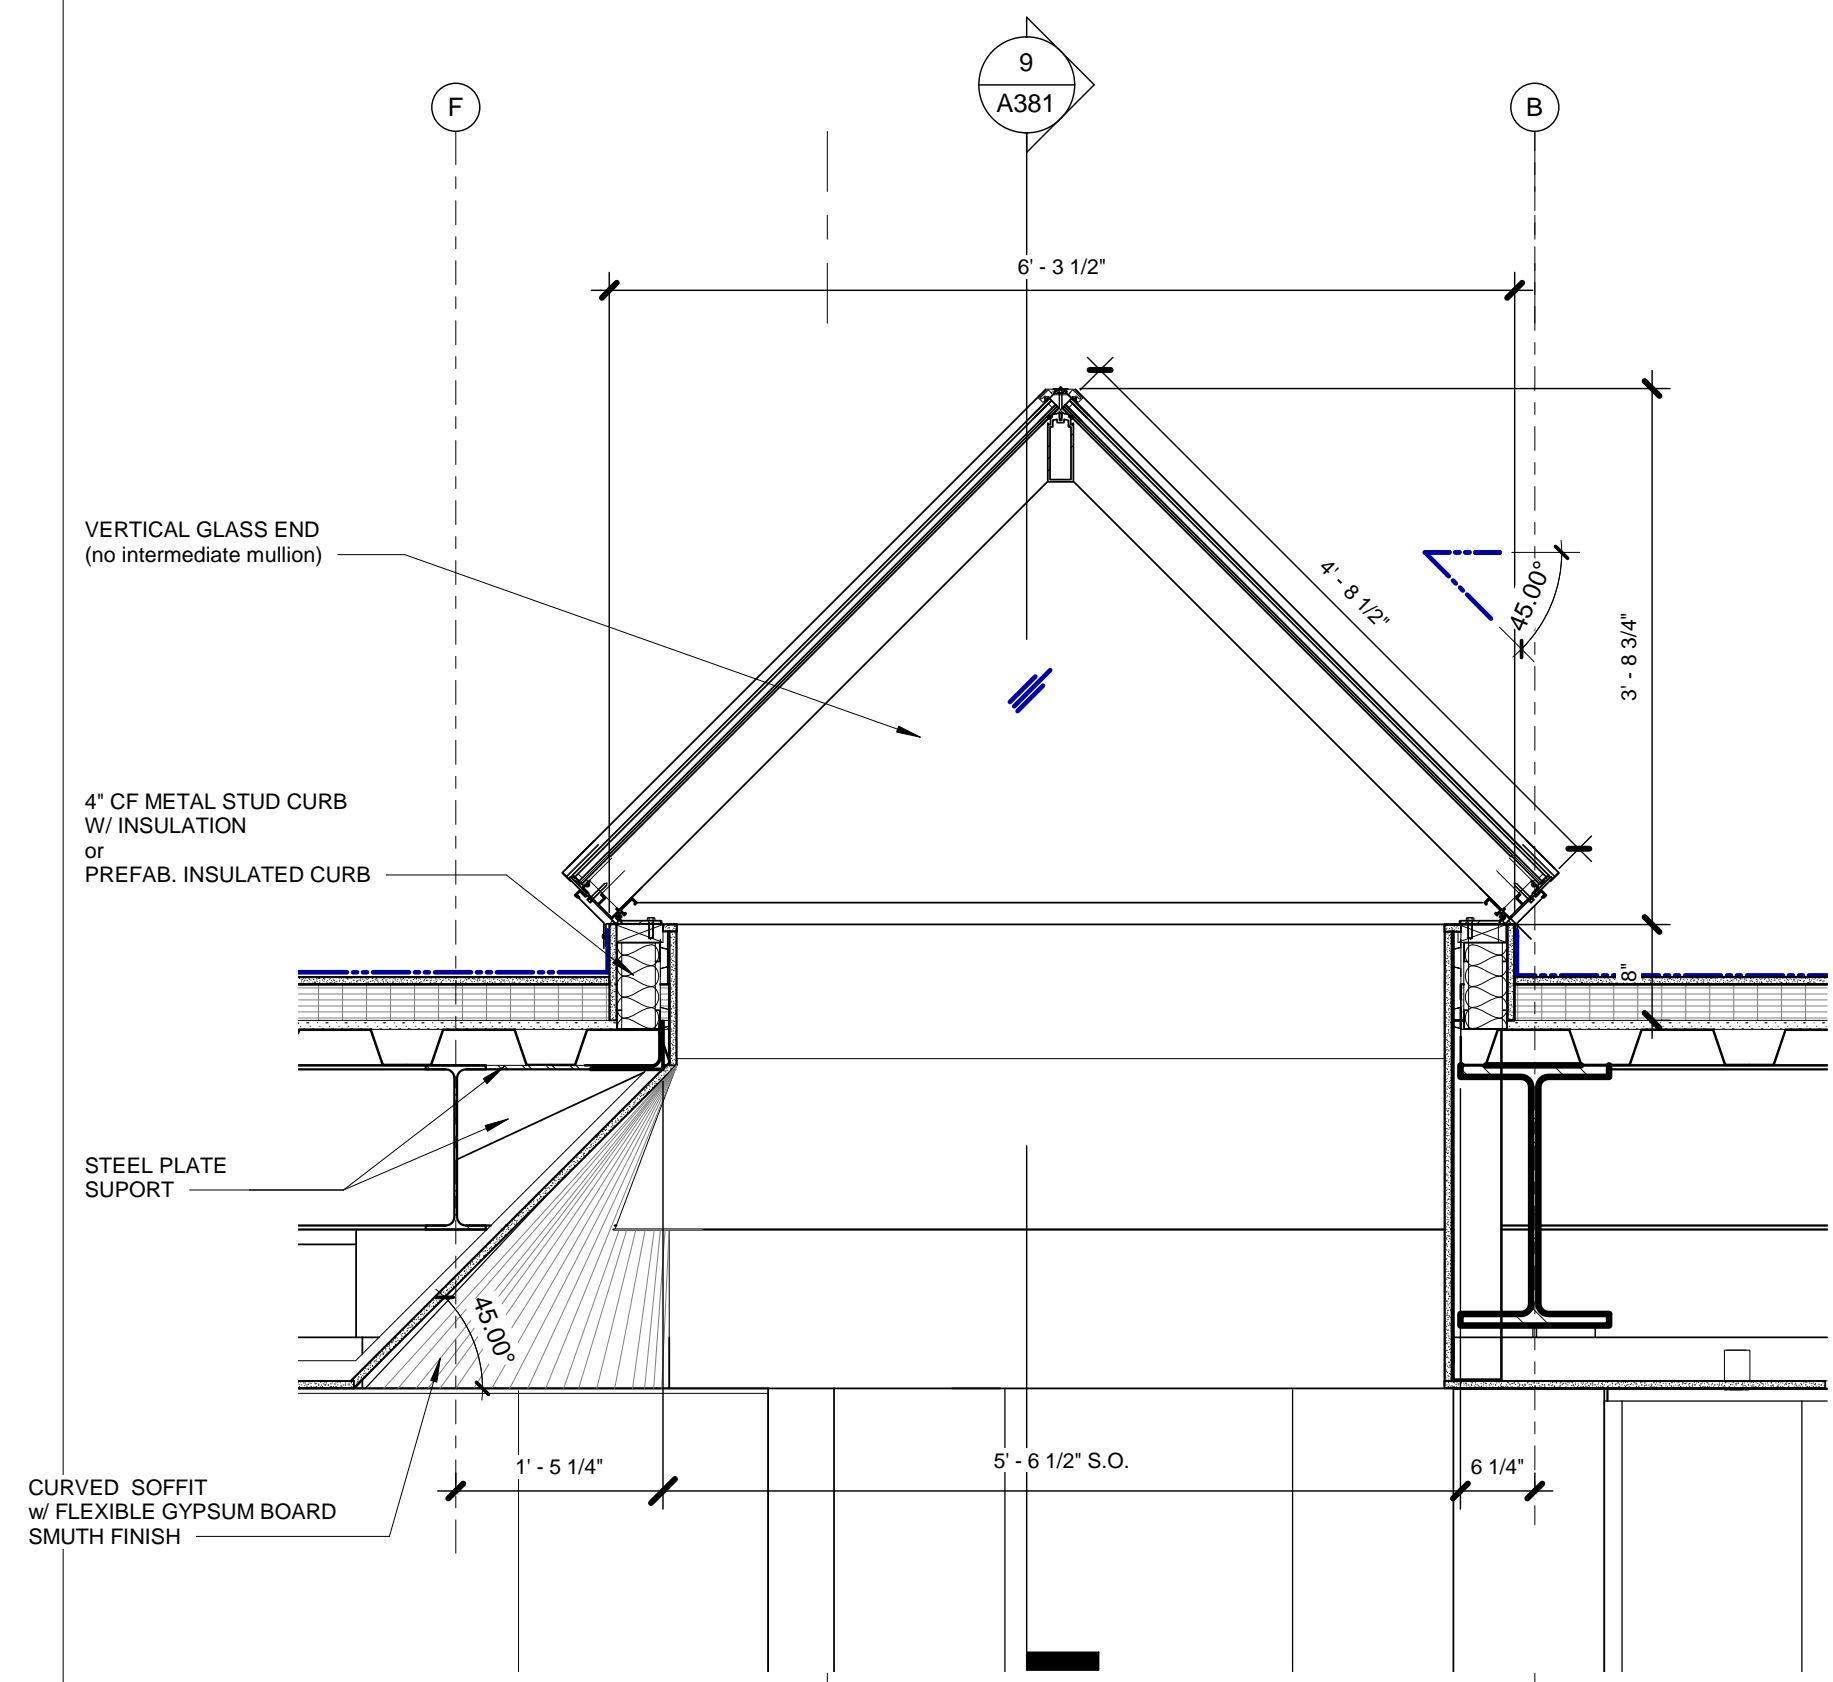 9
A381
F
B
6' - 3 1/2"
VERTICAL GLASS END
(no intermediate mullion)
4' - 8 1/2"
45.00°
3' - 8 3/4"
4" CF METAL STUD CURB
W/ INSULATION
or
PREFAB. INSULATED CURB
8"
STEEL PLATE
SUPORT
45.00°
1' - 5 1/4"
5' - 6 1/2" S.O.
6 1/4"
CURVED SOFFIT
w/ FLEXIBLE GYPSUM BOARD
SMUTH FINISH